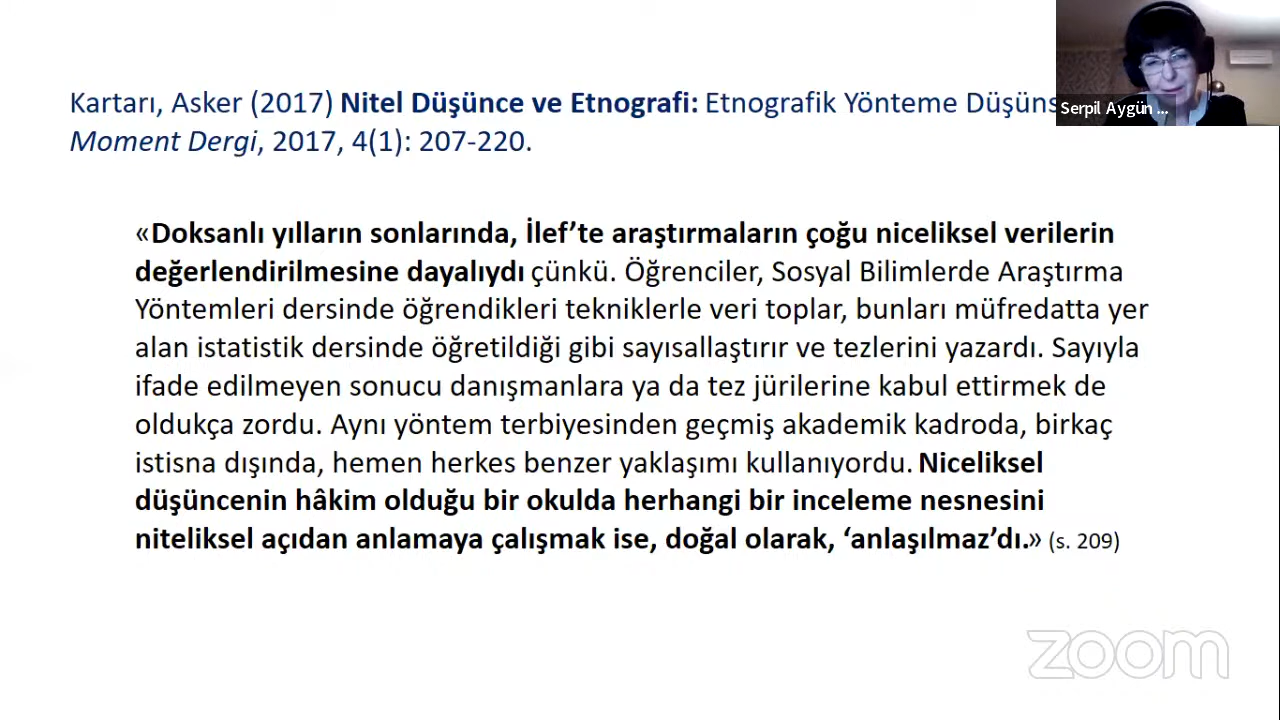 Kartarı, Asker (2017) Nitel Düşünce ve Etnografi: Etnografik Yönteme
Serpil Aygün ...
Moment Dergi, 2017, 4(1): 207-220.
«Doksanlı yılların sonlarında, İlef’te araştırmaların çoğu niceliksel verilerin
değerlendirilmesine dayalıydı çünkü. Öğrenciler, Sosyal Bilimlerde Araştırma
Yöntemleri dersinde öğrendikleri tekniklerle veri toplar, bunları müfredatta yer
alan istatistik dersinde öğretildiği gibi sayısallaştırır ve tezlerini yazardı. Sayıyla
ifade edilmeyen sonucu danışmanlara ya da tez jürilerine kabul ettirmek de
oldukça zordu. Aynı yöntem terbiyesinden geçmiş akademik kadroda, birkaç
istisna dışında, hemen herkes benzer yaklaşımı kullanıyordu. Niceliksel
düşüncenin hâkim olduğu bir okulda herhangi bir inceleme nesnesini
niteliksel açıdan anlamaya çalışmak ise, doğal olarak, ‘anlaşılmaz’dı.» (s. 209)
zoom